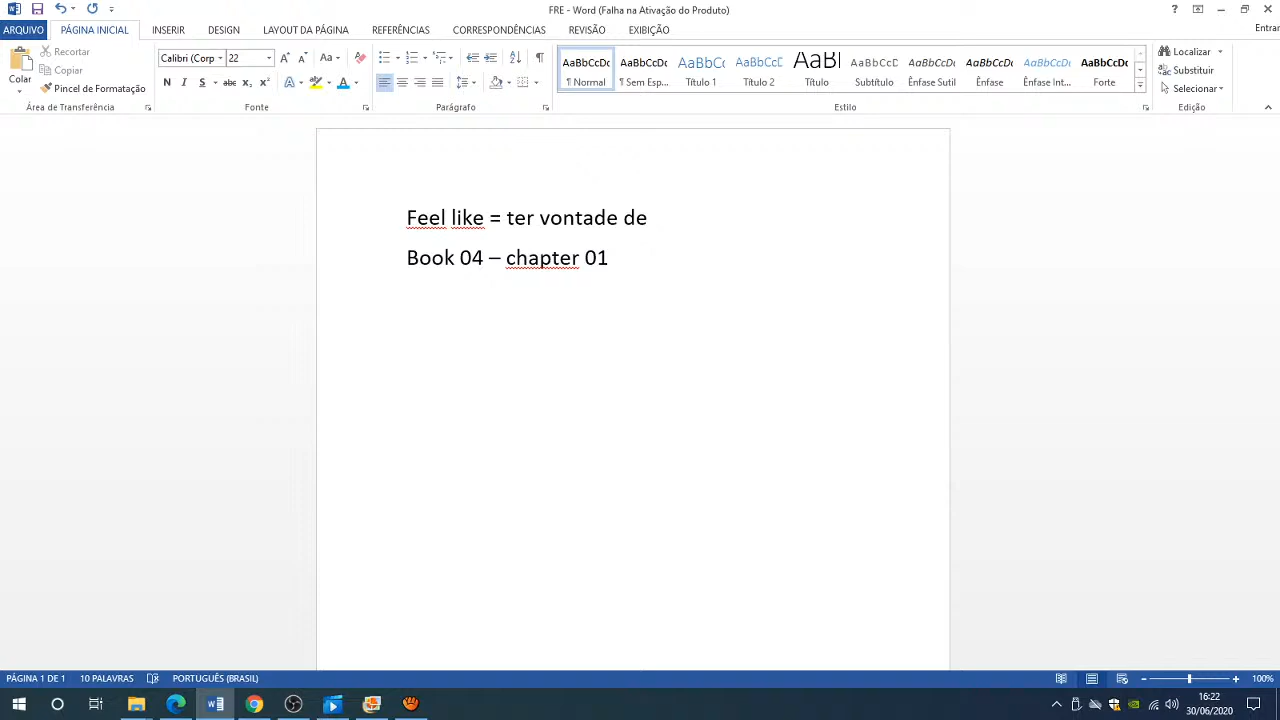 FRE - Word (Falha na Ativação do Produto)
ARQUIVO PÁGINA INICIAL INSERIR DESIGN LAYOUT DA PÁGINA REFERÊNCIAS CORRESPONDÊNCIAS REVISÃO EXIBIÇÃO Entrar
Colar
Recortar
Copiar
Pincel de Formatação
Área de Transferência
Calibri (Corp 22
N I S abc x₂ x²
Fonte
Parágrafo
AaBbCcDc AaBbCcDc AaBbCc AaBbCcD AaBl AaBbCcD AaBbCcDc AaBbCcDc AaBbCcDc AaBbCcDc
¶ Normal ¶ Sem Esp... Título 1 Título 2 Título Subtítulo Ênfase Sutil Ênfase Ênfase Int... Forte
Estilo
Localizar
Substituir
Selecionar
Edição
Feel like = ter vontade de
Book 04 – chapter 01
PÁGINA 1 DE 1 10 PALAVRAS PORTUGUÊS (BRASIL) 100%
16:22
30/06/2020